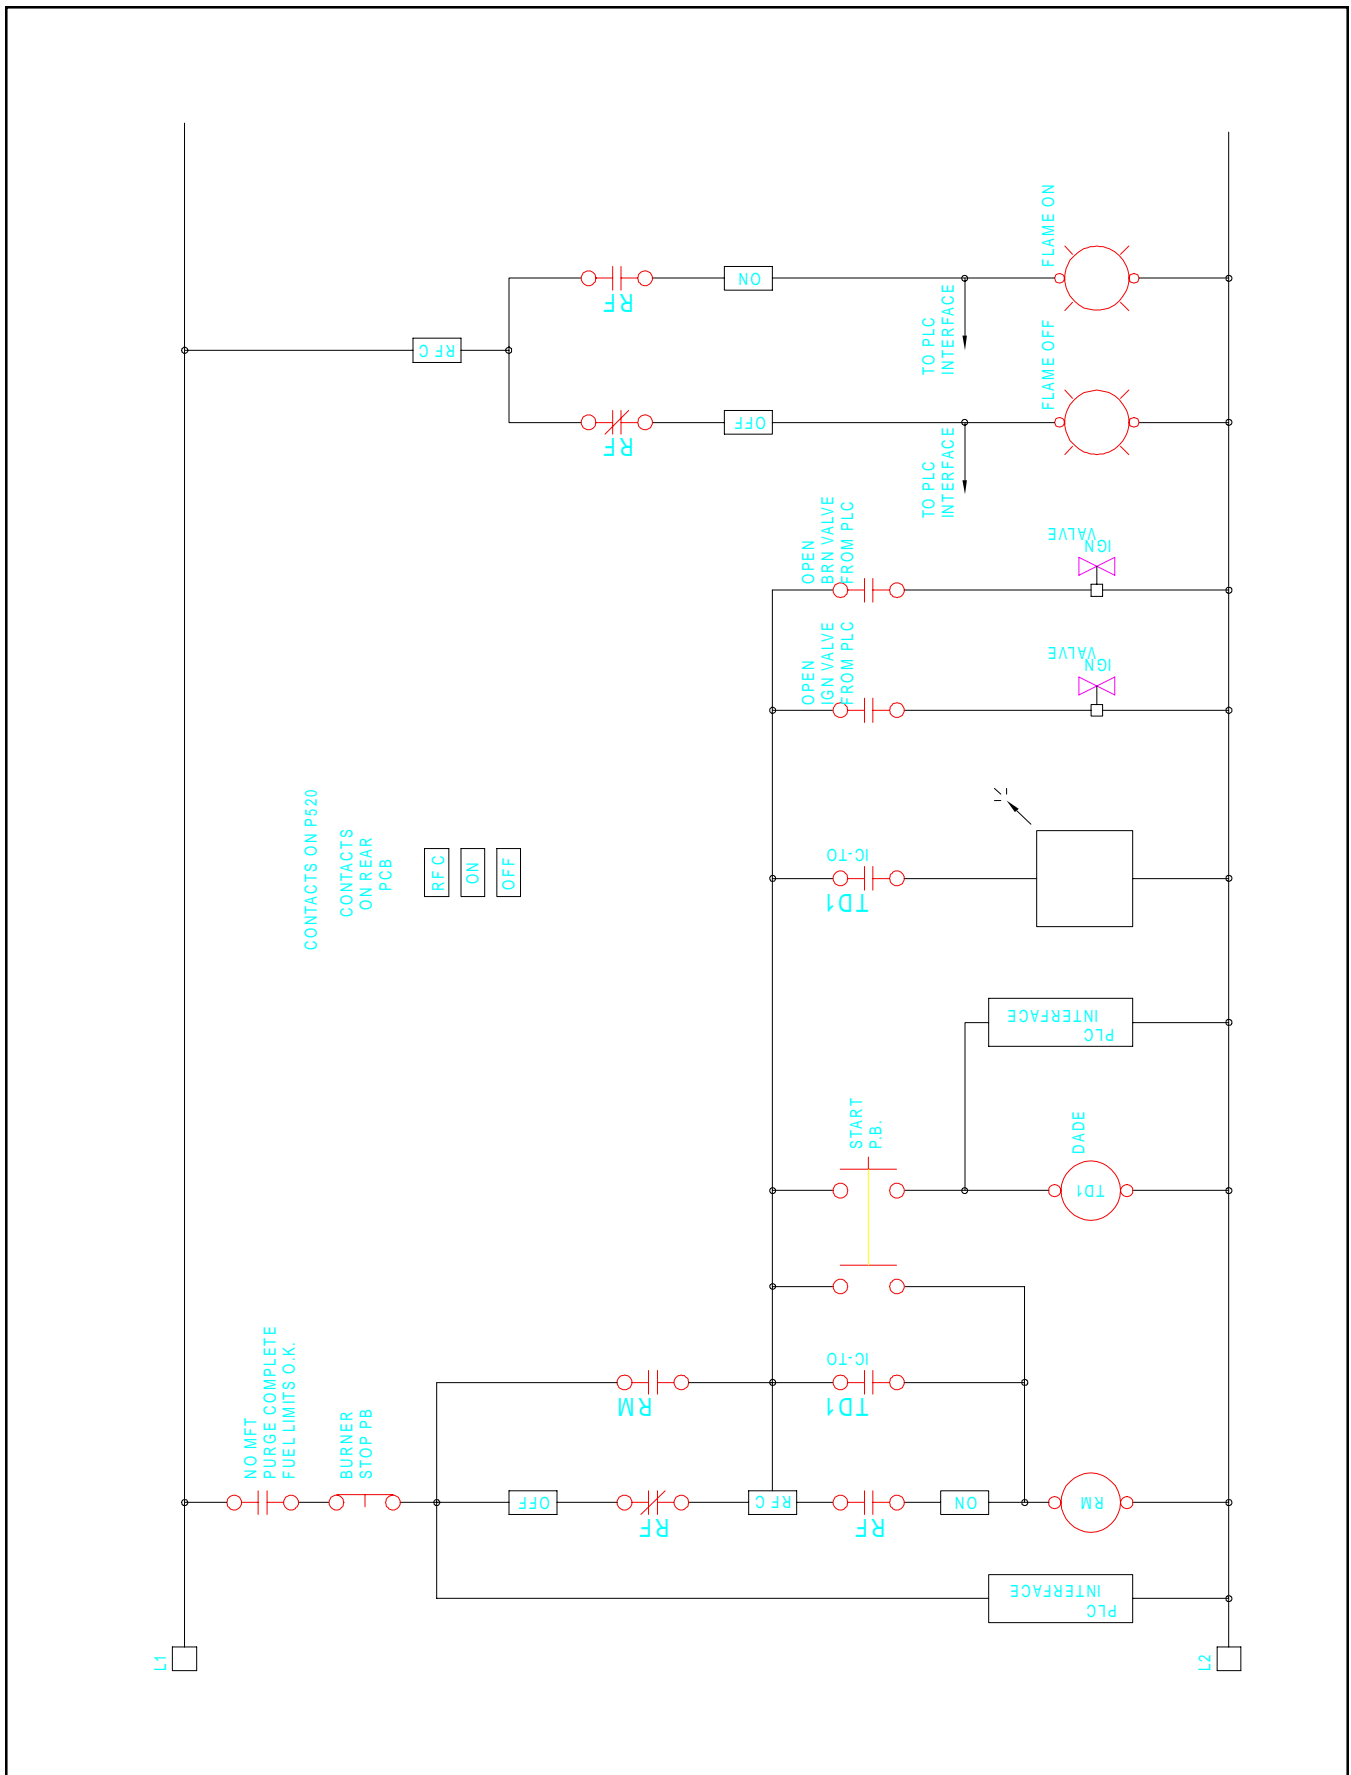 L1
NO MFT
PURGE COMPLETE
FUEL LIMITS O.K.
BURNER
STOP PB
OFF
RF
RF C
RF
ON
RM
PLC
INTERFACE
L2
RM
TD1
IC-TO
START
P.B.
TD1
DADE
PLC
INTERFACE
CONTACTS ON P520
CONTACTS
ON REAR
PCB
RF C
ON
OFF
TD1
IC-TO
OPEN
IGN VALVE
FROM PLC
IGN
VALVE
OPEN
BRN VALVE
FROM PLC
IGN
VALVE
RF C
RF
OFF
TO PLC
INTERFACE
FLAME OFF
RF
ON
TO PLC
INTERFACE
FLAME ON